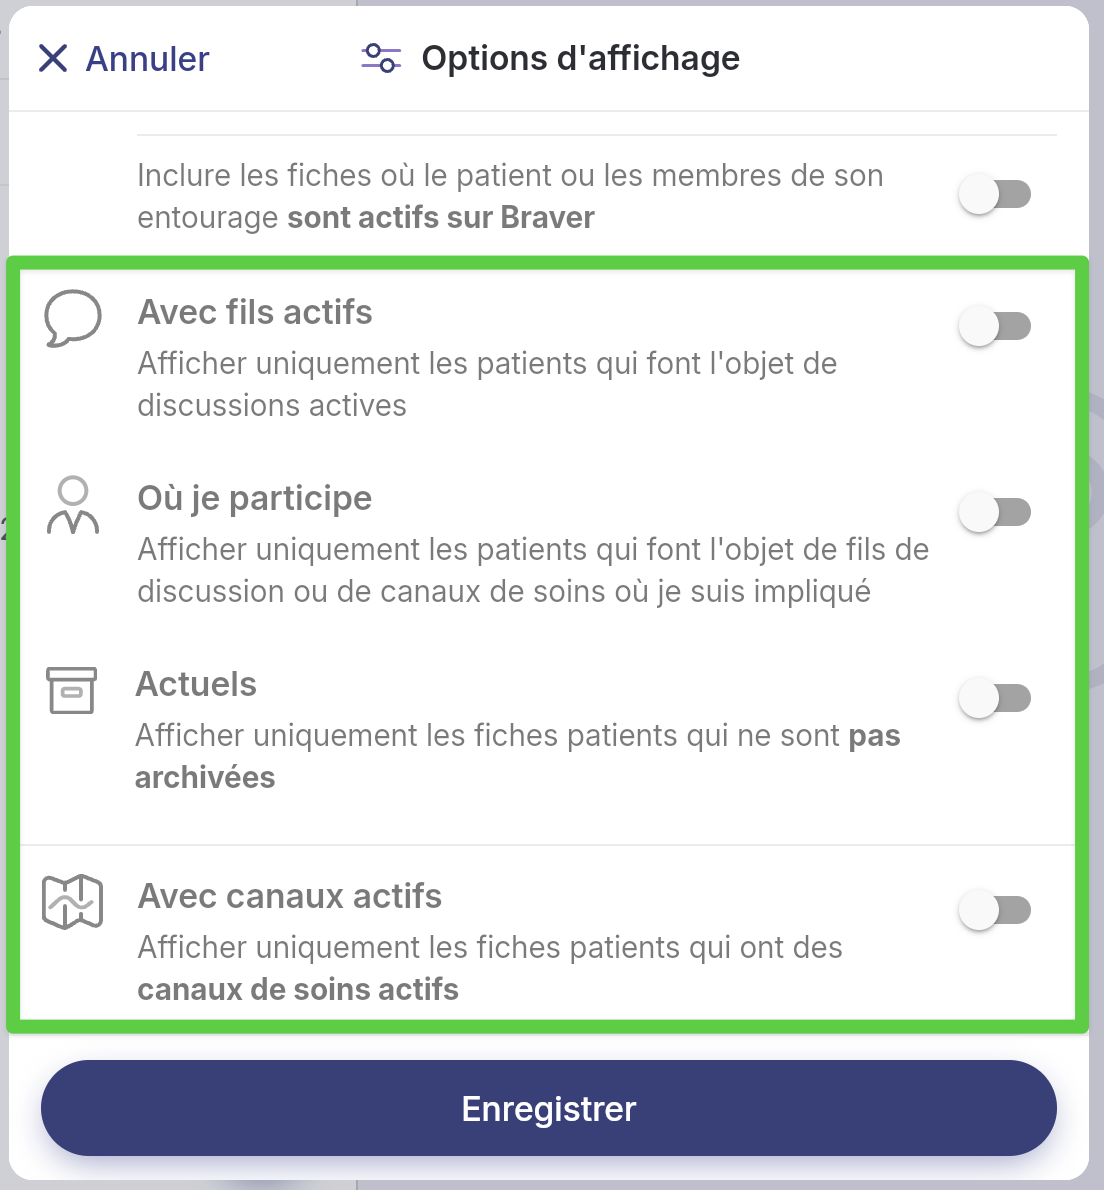 Annuler
Options d'affichage
Inclure les fiches où le patient ou les membres de son
entourage sont actifs sur Braver
Avec fils actifs
Afficher uniquement les patients qui font l'objet de
discussions actives
Où je participe
Afficher uniquement les patients qui font l'objet de fils de
discussion ou de canaux de soins où je suis impliqué
Actuels
Afficher uniquement les fiches patients qui ne sont pas
archivées
Avec canaux actifs
Afficher uniquement les fiches patients qui ont des
canaux de soins actifs
Enregistrer